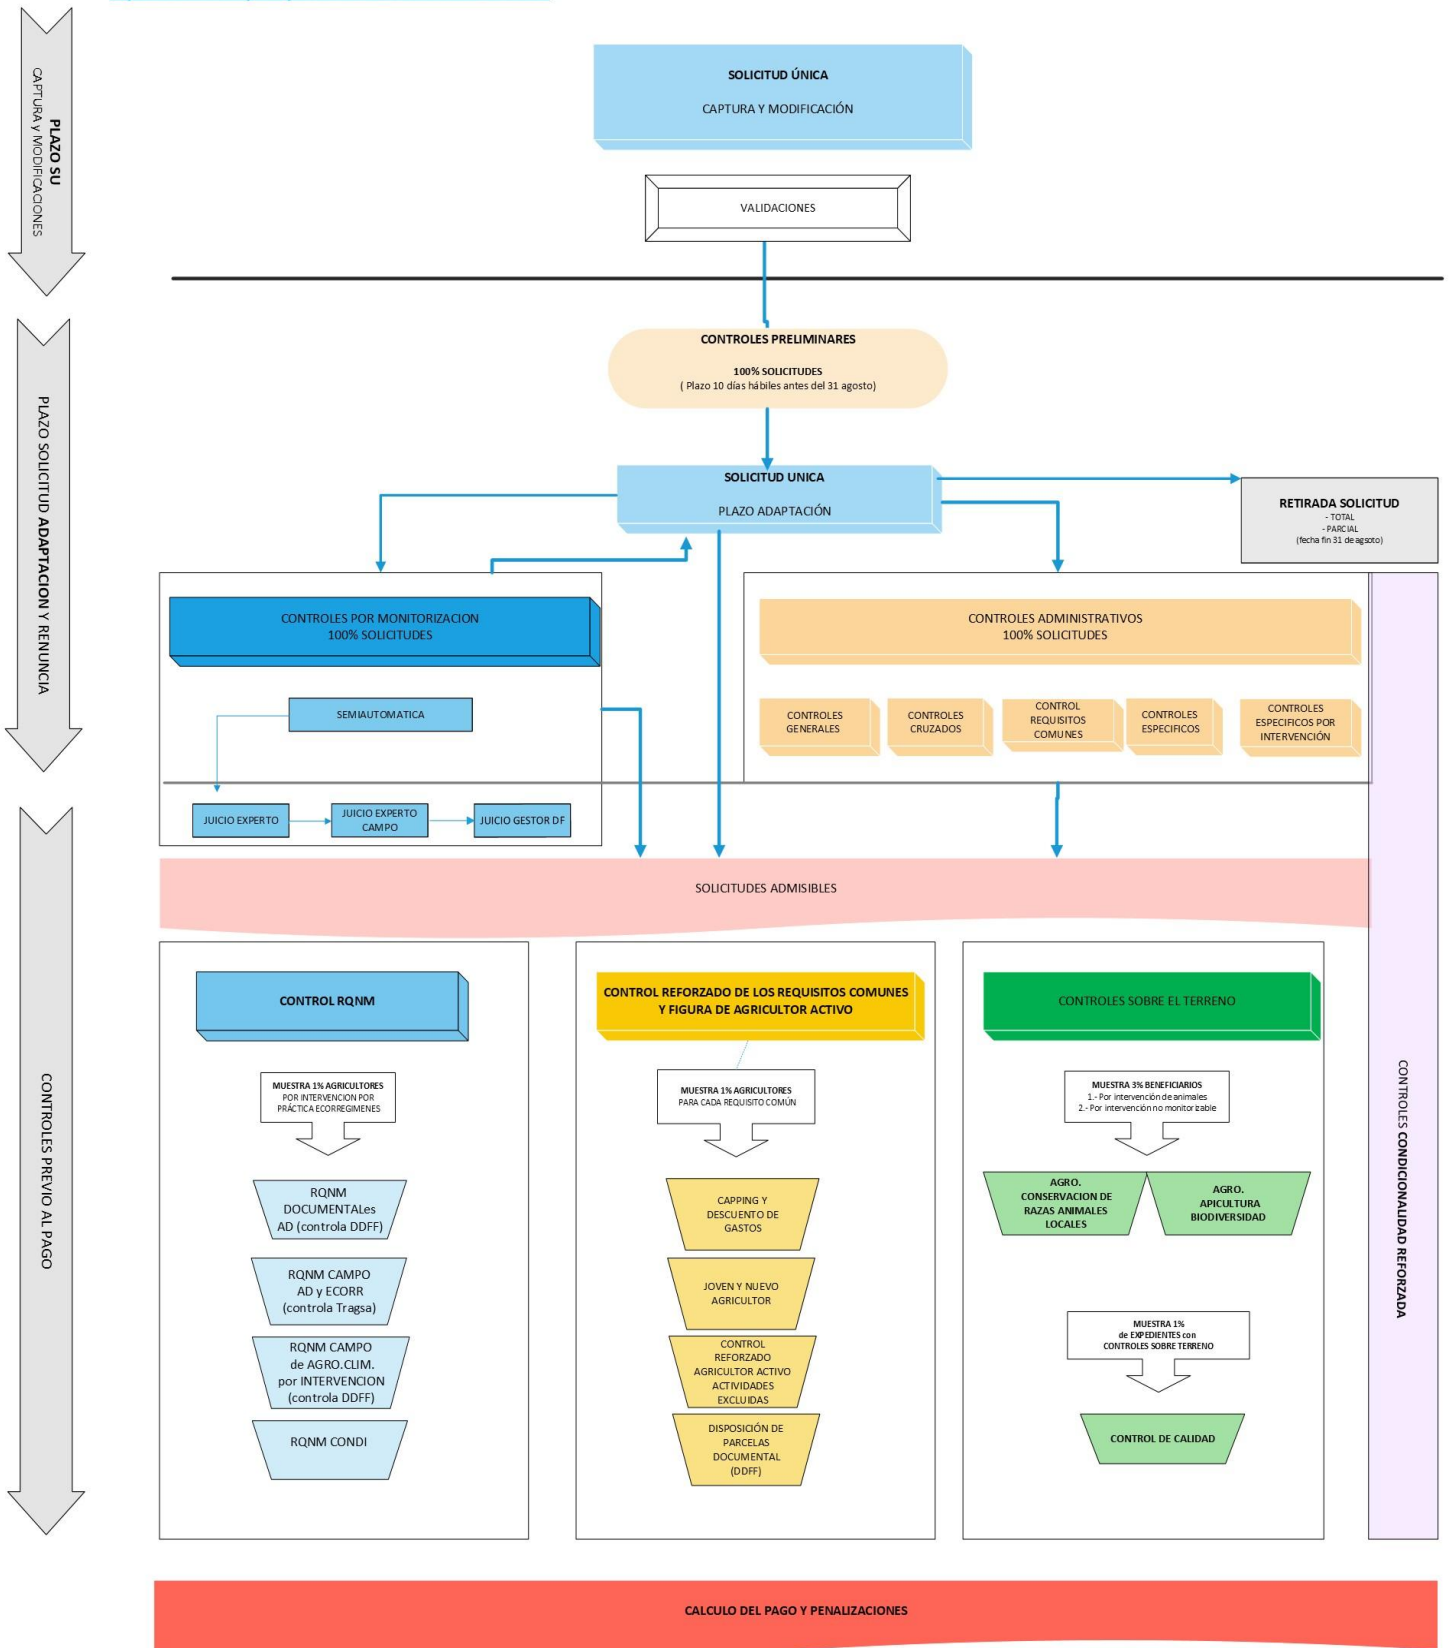 PLAZO SU
CAPTURA y MODIFICACIONES
SOLICITUD ÚNICA
CAPTURA Y MODIFICACIÓN
VALIDACIONES
PLAZO SOLICITUD ADAPTACION Y RENUNCIA
CONTROLES PRELIMINARES
100% SOLICITUDES
( Plazo 10 días hábiles antes del 31 agosto)
SOLICITUD UNICA
PLAZO ADAPTACIÓN
RETIRADA SOLICITUD
- TOTAL
- PARCIAL
(fecha fin 31 de agsoto)
CONTROLES POR MONITORIZACION
100% SOLICITUDES
SEMIAUTOMATICA
JUICIO EXPERTO
JUICIO EXPERTO
CAMPO
JUICIO GESTOR DF
CONTROLES ADMINISTRATIVOS
100% SOLICITUDES
CONTROLES
GENERALES
CONTROLES
CRUZADOS
CONTROL
REQUISITOS
COMUNES
CONTROLES
ESPECIFICOS
CONTROLES
ESPECIFICOS POR
INTERVENCIÓN
SOLICITUDES ADMISIBLES
CONTROLES PREVIO AL PAGO
CONTROL RQNM
MUESTRA 1% AGRICULTORES
POR INTERVENCION POR
PRÁCTICA ECORREGIMENES
RQNM
DOCUMENTALes
AD (controla DDFF)
RQNM CAMPO
AD y ECORR
(controla Tragsa)
RQNM CAMPO
de AGRO.CLIM.
por INTERVENCION
(controla DDFF)
RQNM CONDI
CONTROL REFORZADO DE LOS REQUISITOS COMUNES
Y FIGURA DE AGRICULTOR ACTIVO
MUESTRA 1% AGRICULTORES
PARA CADA REQUISITO COMÚN
CAPPING Y
DESCUENTO DE
GASTOS
JOVEN Y NUEVO
AGRICULTOR
CONTROL
REFORZADO
AGRICULTOR ACTIVO
ACTIVIDADES
EXCLUIDAS
DISPOSICIÓN DE
PARCELAS
DOCUMENTAL
(DDFF)
CONTROLES SOBRE EL TERRENO
MUESTRA 3% BENEFICIARIOS
1.- Por intervención de animales
2.- Por intervención no monitorizable
AGRO.
CONSERVACION DE
RAZAS ANIMALES
LOCALES
AGRO.
APICULTURA
BIODIVERSIDAD
MUESTRA 1%
de EXPEDIENTES con
CONTROLES SOBRE TERRENO
CONTROL DE CALIDAD
CONTROLES CONDICIONALIDAD REFORZADA
CALCULO DEL PAGO Y PENALIZACIONES